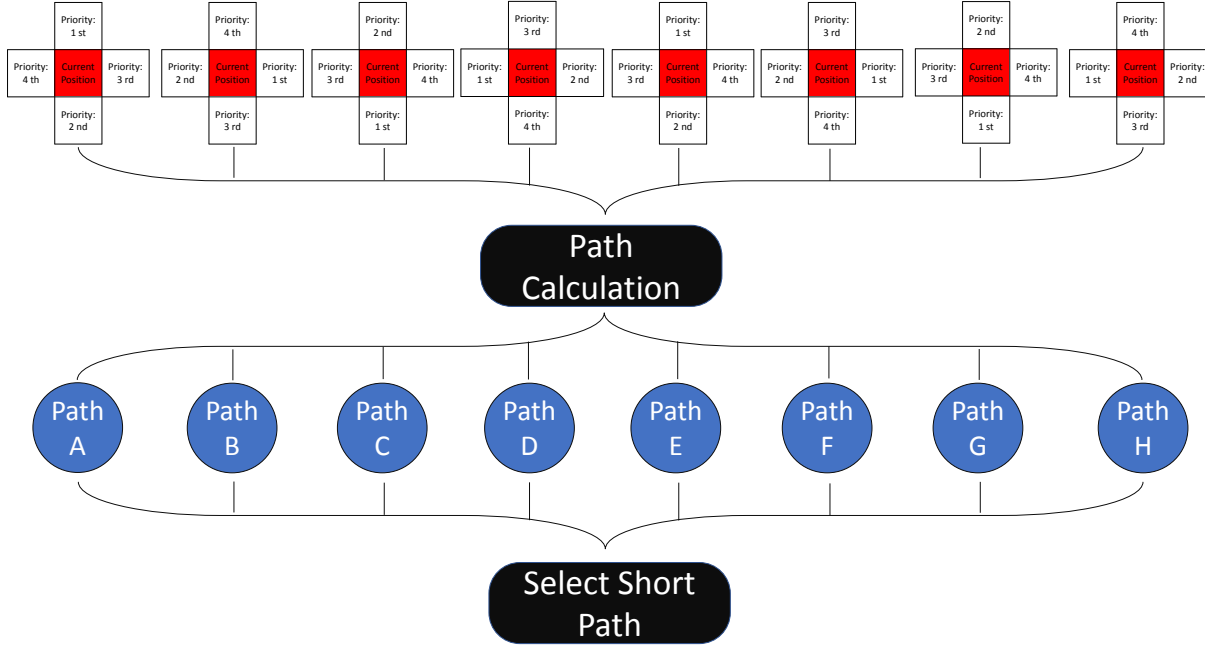 Priority:
1 st
Priority:
4 th
Current
Position
Priority:
3 rd
Priority:
2 nd
Priority:
4 th
Priority:
2 nd
Current
Position
Priority:
1 st
Priority:
3 rd
Priority:
2 nd
Priority:
3 rd
Current
Position
Priority:
4 th
Priority:
1 st
Priority:
3 rd
Priority:
1 st
Current
Position
Priority:
2 nd
Priority:
4 th
Priority:
1 st
Priority:
3 rd
Current
Position
Priority:
4 th
Priority:
2 nd
Priority:
3 rd
Priority:
2 nd
Current
Position
Priority:
1 st
Priority:
4 th
Priority:
2 nd
Priority:
3 rd
Current
Position
Priority:
4 th
Priority:
1 st
Priority:
4 th
Priority:
1 st
Current
Position
Priority:
2 nd
Priority:
3 rd
Path
Calculation
Path
A
Path
B
Path
C
Path
D
Path
E
Path
F
Path
G
Path
H
Select Short
Path